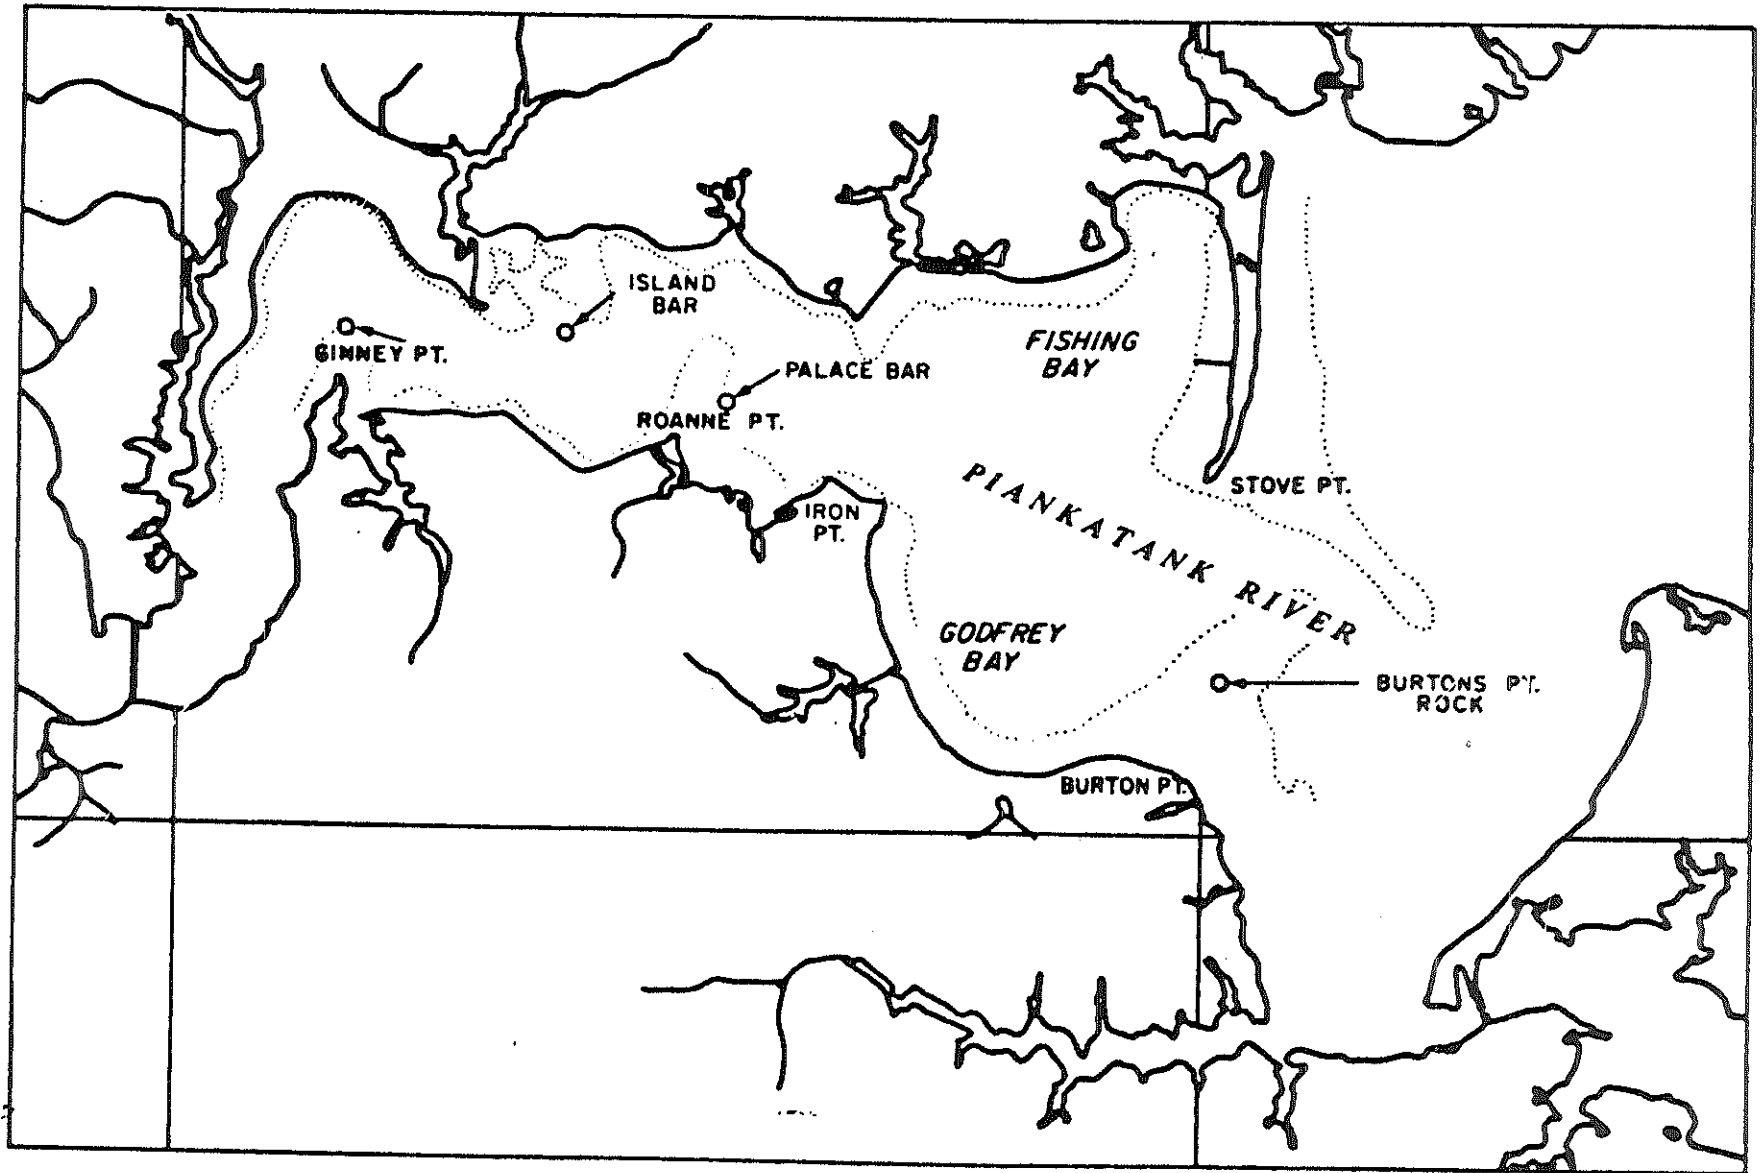 ISLAND
BAR
GINNEY PT.
FISHING
BAY
PALACE BAR
ROANNE PT.
PIANKATANK RIVER
STOVE PT.
IRON
PT.
GODFREY
BAY
BURTONS PT.
ROCK
BURTON PT.